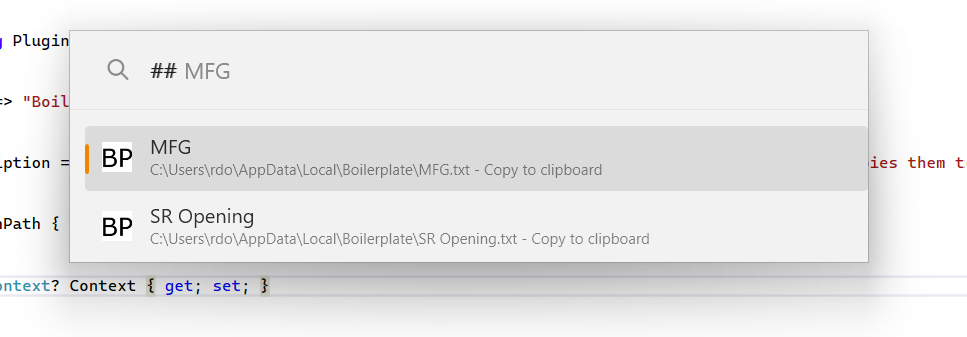 Plugin
## MFG
=> "Boil
BP MFG
C:\Users\rdo\AppData\Local\Boilerplate\MFG.txt - Copy to clipboard
iption = ies them t
BP SR Opening
nPath {
C:\Users\rdo\AppData\Local\Boilerplate\SR Opening.txt - Copy to clipboard
ontext? Context { get; set; }